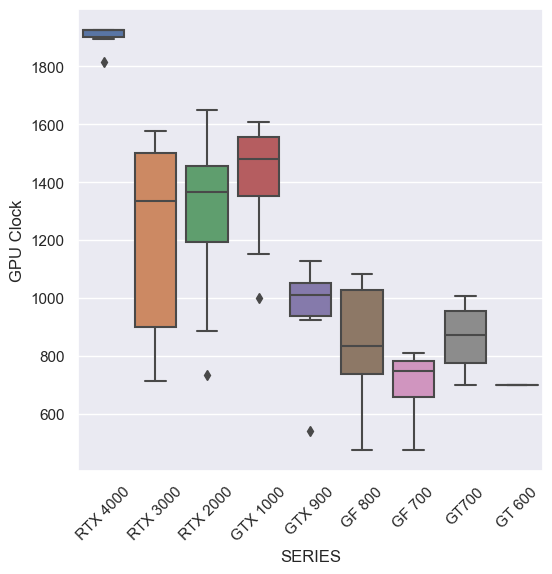 1800
1600
1400
1200
1000
800
600
GPU Clock
RTX 4000
RTX 3000
RTX 2000
GTX 1000
GTX 900
GF 800
GF 700
GT700
GT 600
SERIES